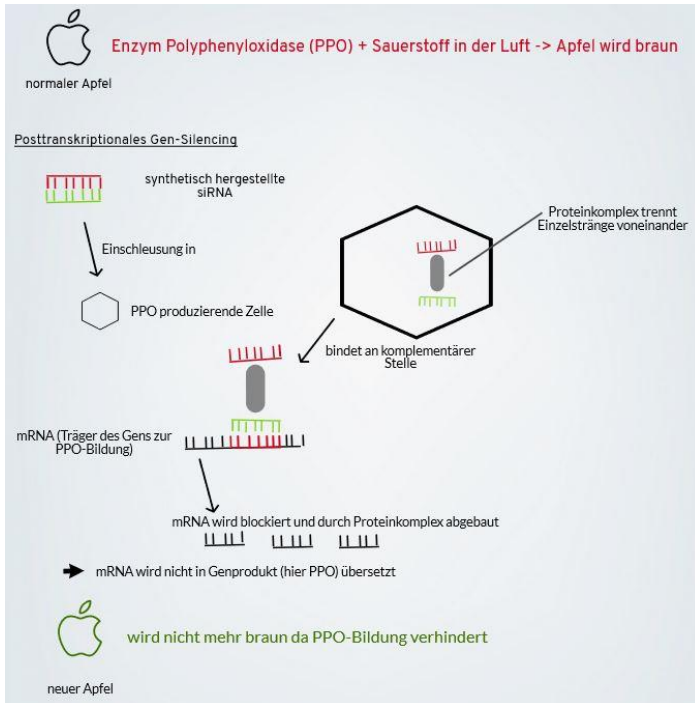 Enzym Polyphenyloxidase (PPO) + Sauerstoff in der Luft -> Apfel wird braun
normaler Apfel
Posttranskriptionales Gen-Silencing
synthetisch hergestellte
siRNA
Proteinkomplex trennt
Einzelstränge voneinander
Einschleusung in
PPO produzierende Zelle
bindet an komplementärer
Stelle
mRNA (Träger des Gens zur
PPO-Bildung)
mRNA wird blockiert und durch Proteinkomplex abgebaut
mRNA wird nicht in Genprodukt (hier PPO) übersetzt
wird nicht mehr braun da PPO-Bildung verhindert
neuer Apfel